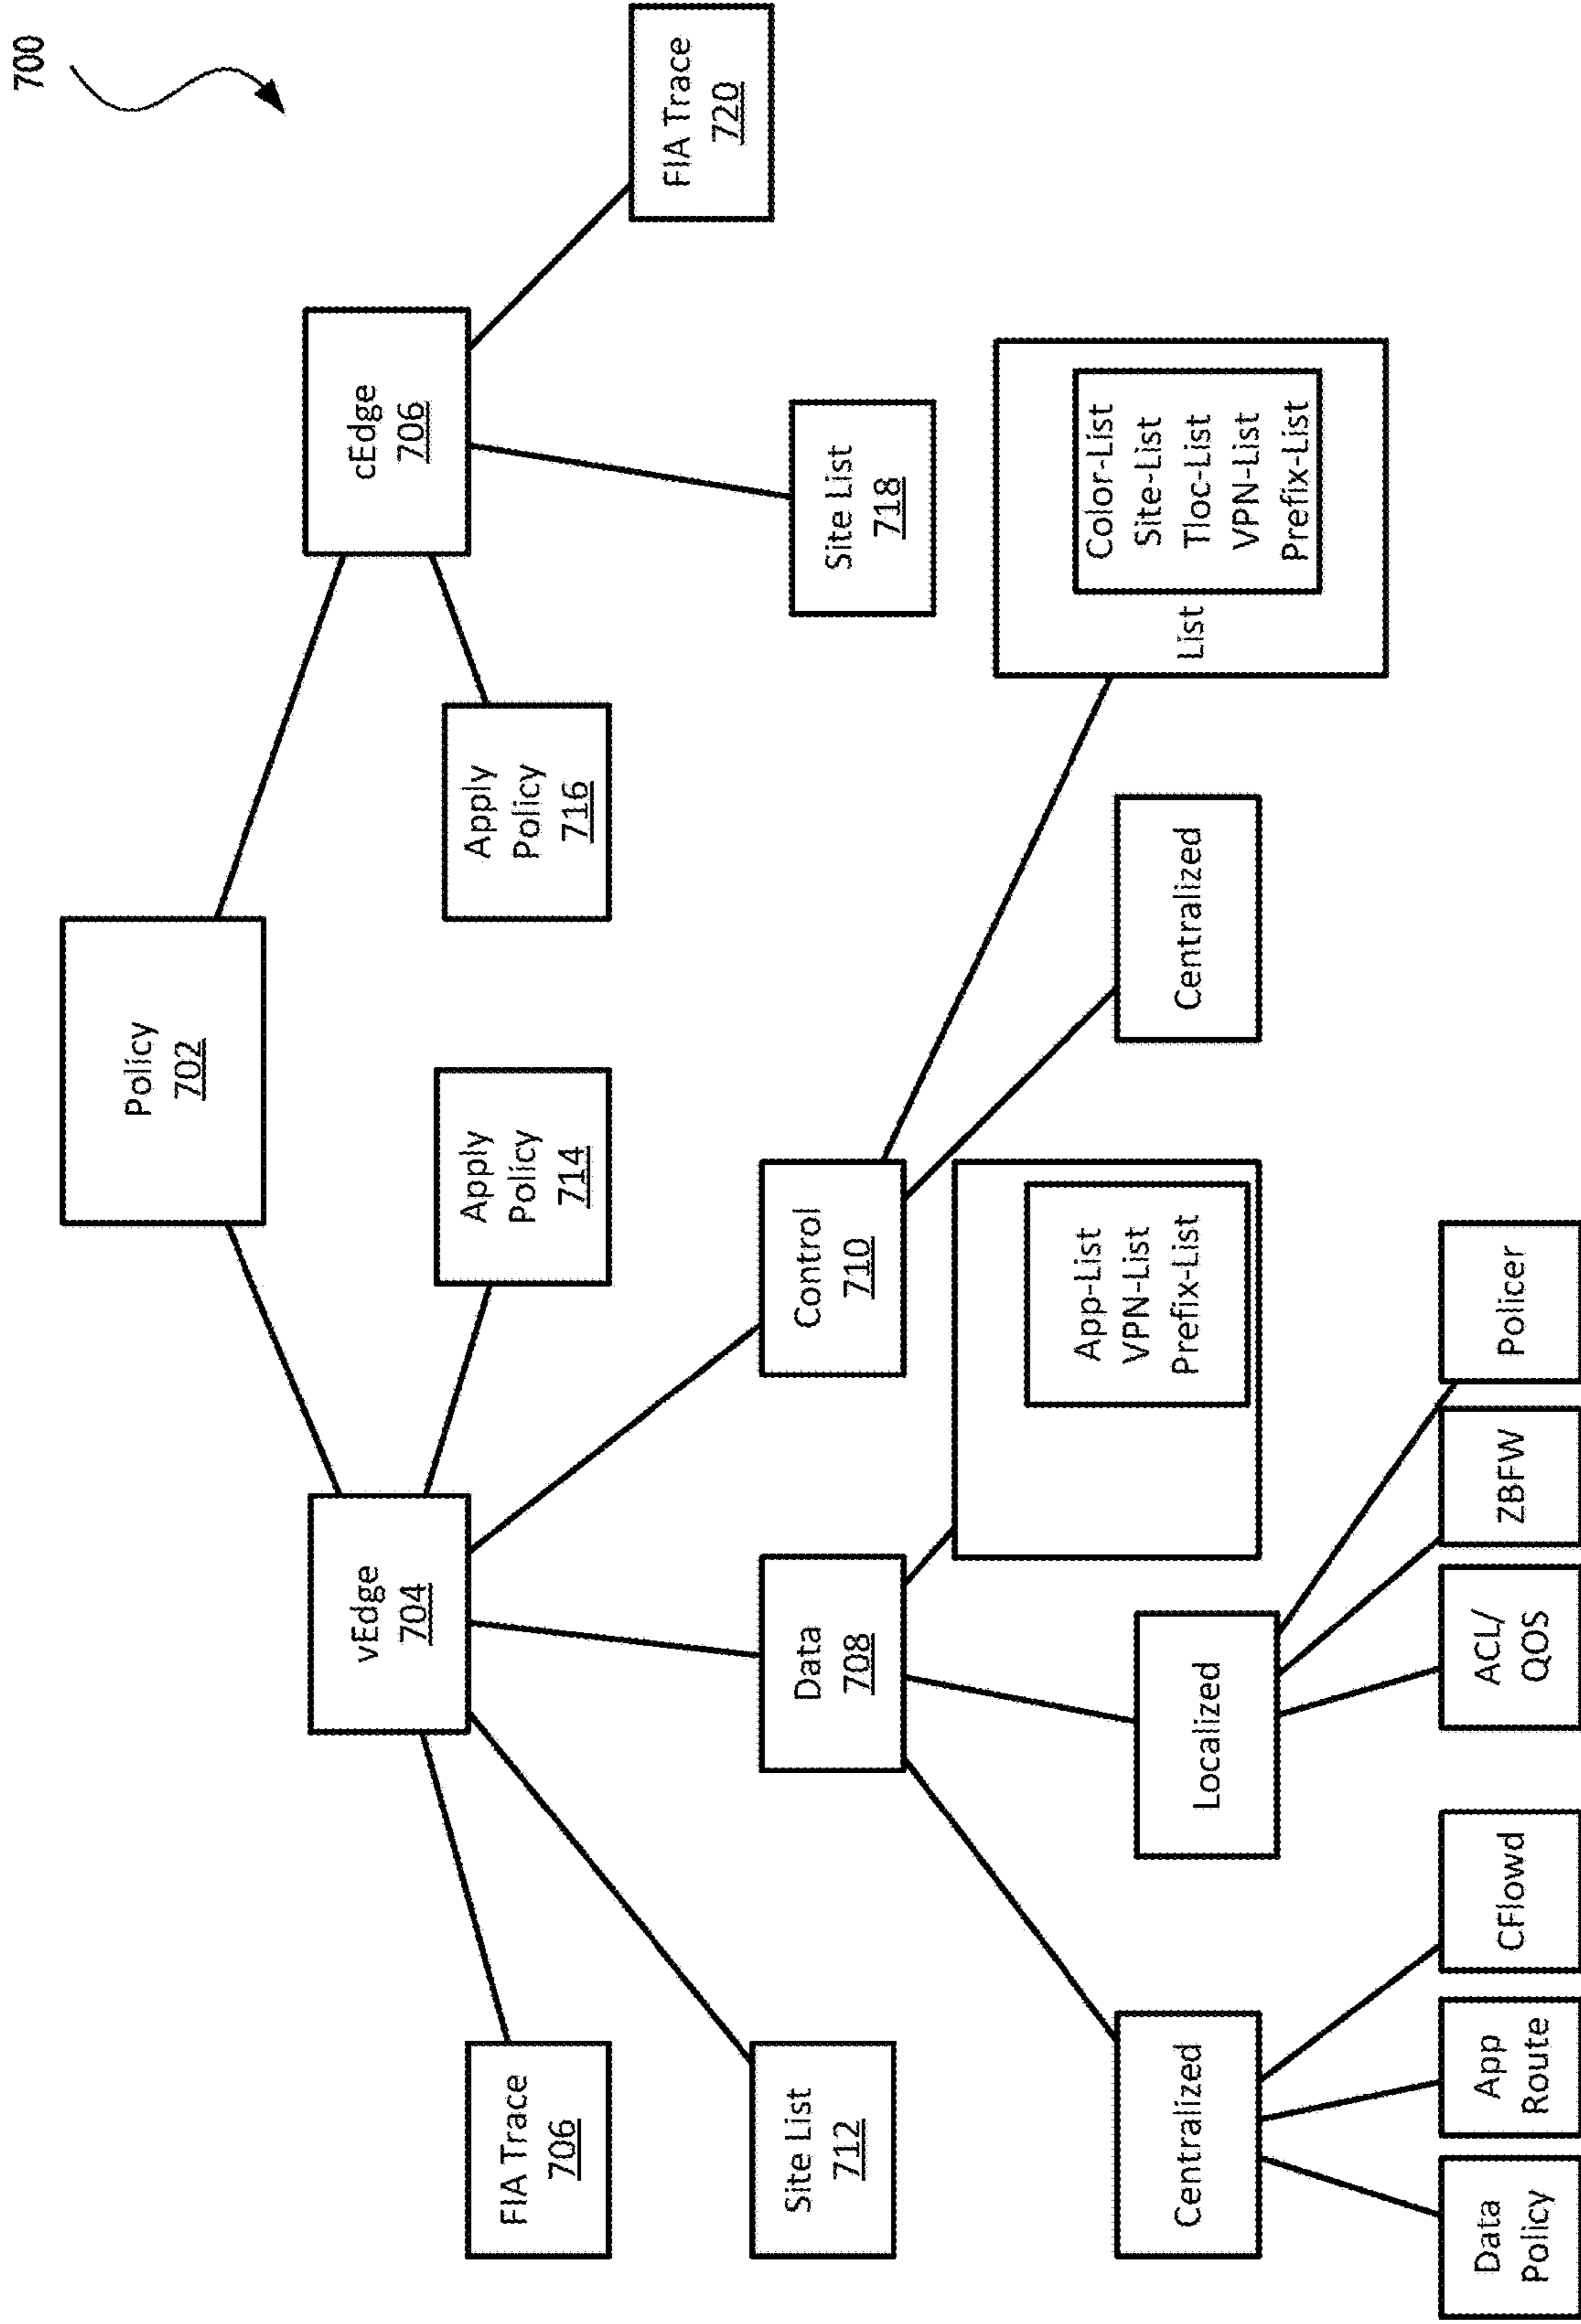 700
Policy
702
vEdge
704
cEdge
706
FIA Trace
706
Apply
Policy
714
Apply
Policy
716
FIA Trace
720
Site List
712
Data
708
Control
710
Site List
718
App-List
VPN-List
Prefix-List
List
Color-List
Site-List
Tloc-List
VPN-List
Prefix-List
Centralized
Localized
Centralized
Data
Policy
App
Route
CFlowd
ACL/
QOS
ZBFW
Policer